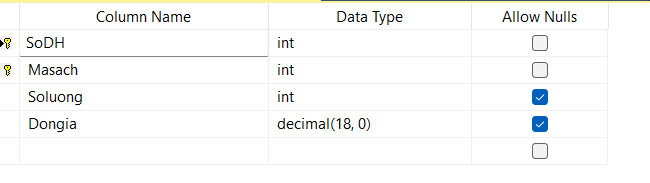 Column Name Data Type Allow Nulls
SoDH int
Masach int
Soluong int
Dongia decimal(18, 0)